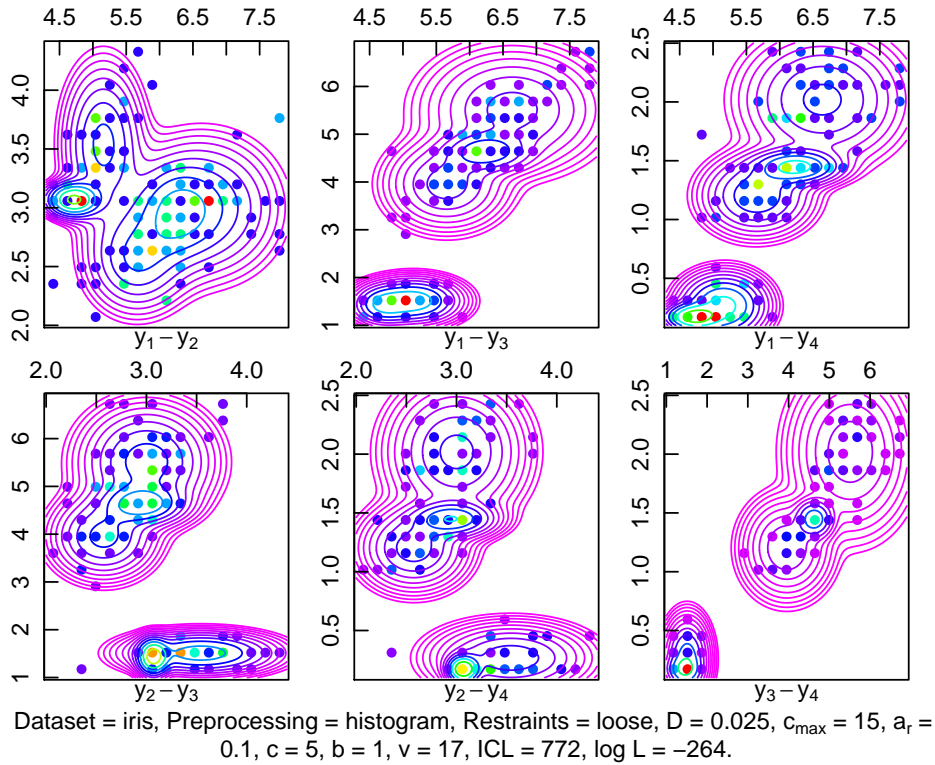 4.5 5.5 6.5 7.5
4.5 5.5 6.5 7.5
4.5 5.5 6.5 7.5
2.0 2.5 3.0 3.5 4.0
1 2 3 4 5 6
0.5 1.0 1.5 2.0 2.5
y1 − y2
y1 − y3
y1 − y4
2.0 3.0 4.0
2.0 3.0 4.0
1 2 3 4 5 6
1 2 3 4 5 6
0.5 1.0 1.5 2.0 2.5
0.5 1.0 1.5 2.0 2.5
y2 − y3
y2 − y4
y3 − y4
Dataset = iris, Preprocessing = histogram, Restraints = loose, D = 0.025, cmax = 15, ar =
0.1, c = 5, b = 1, v = 17, ICL = 772, log L = −264.